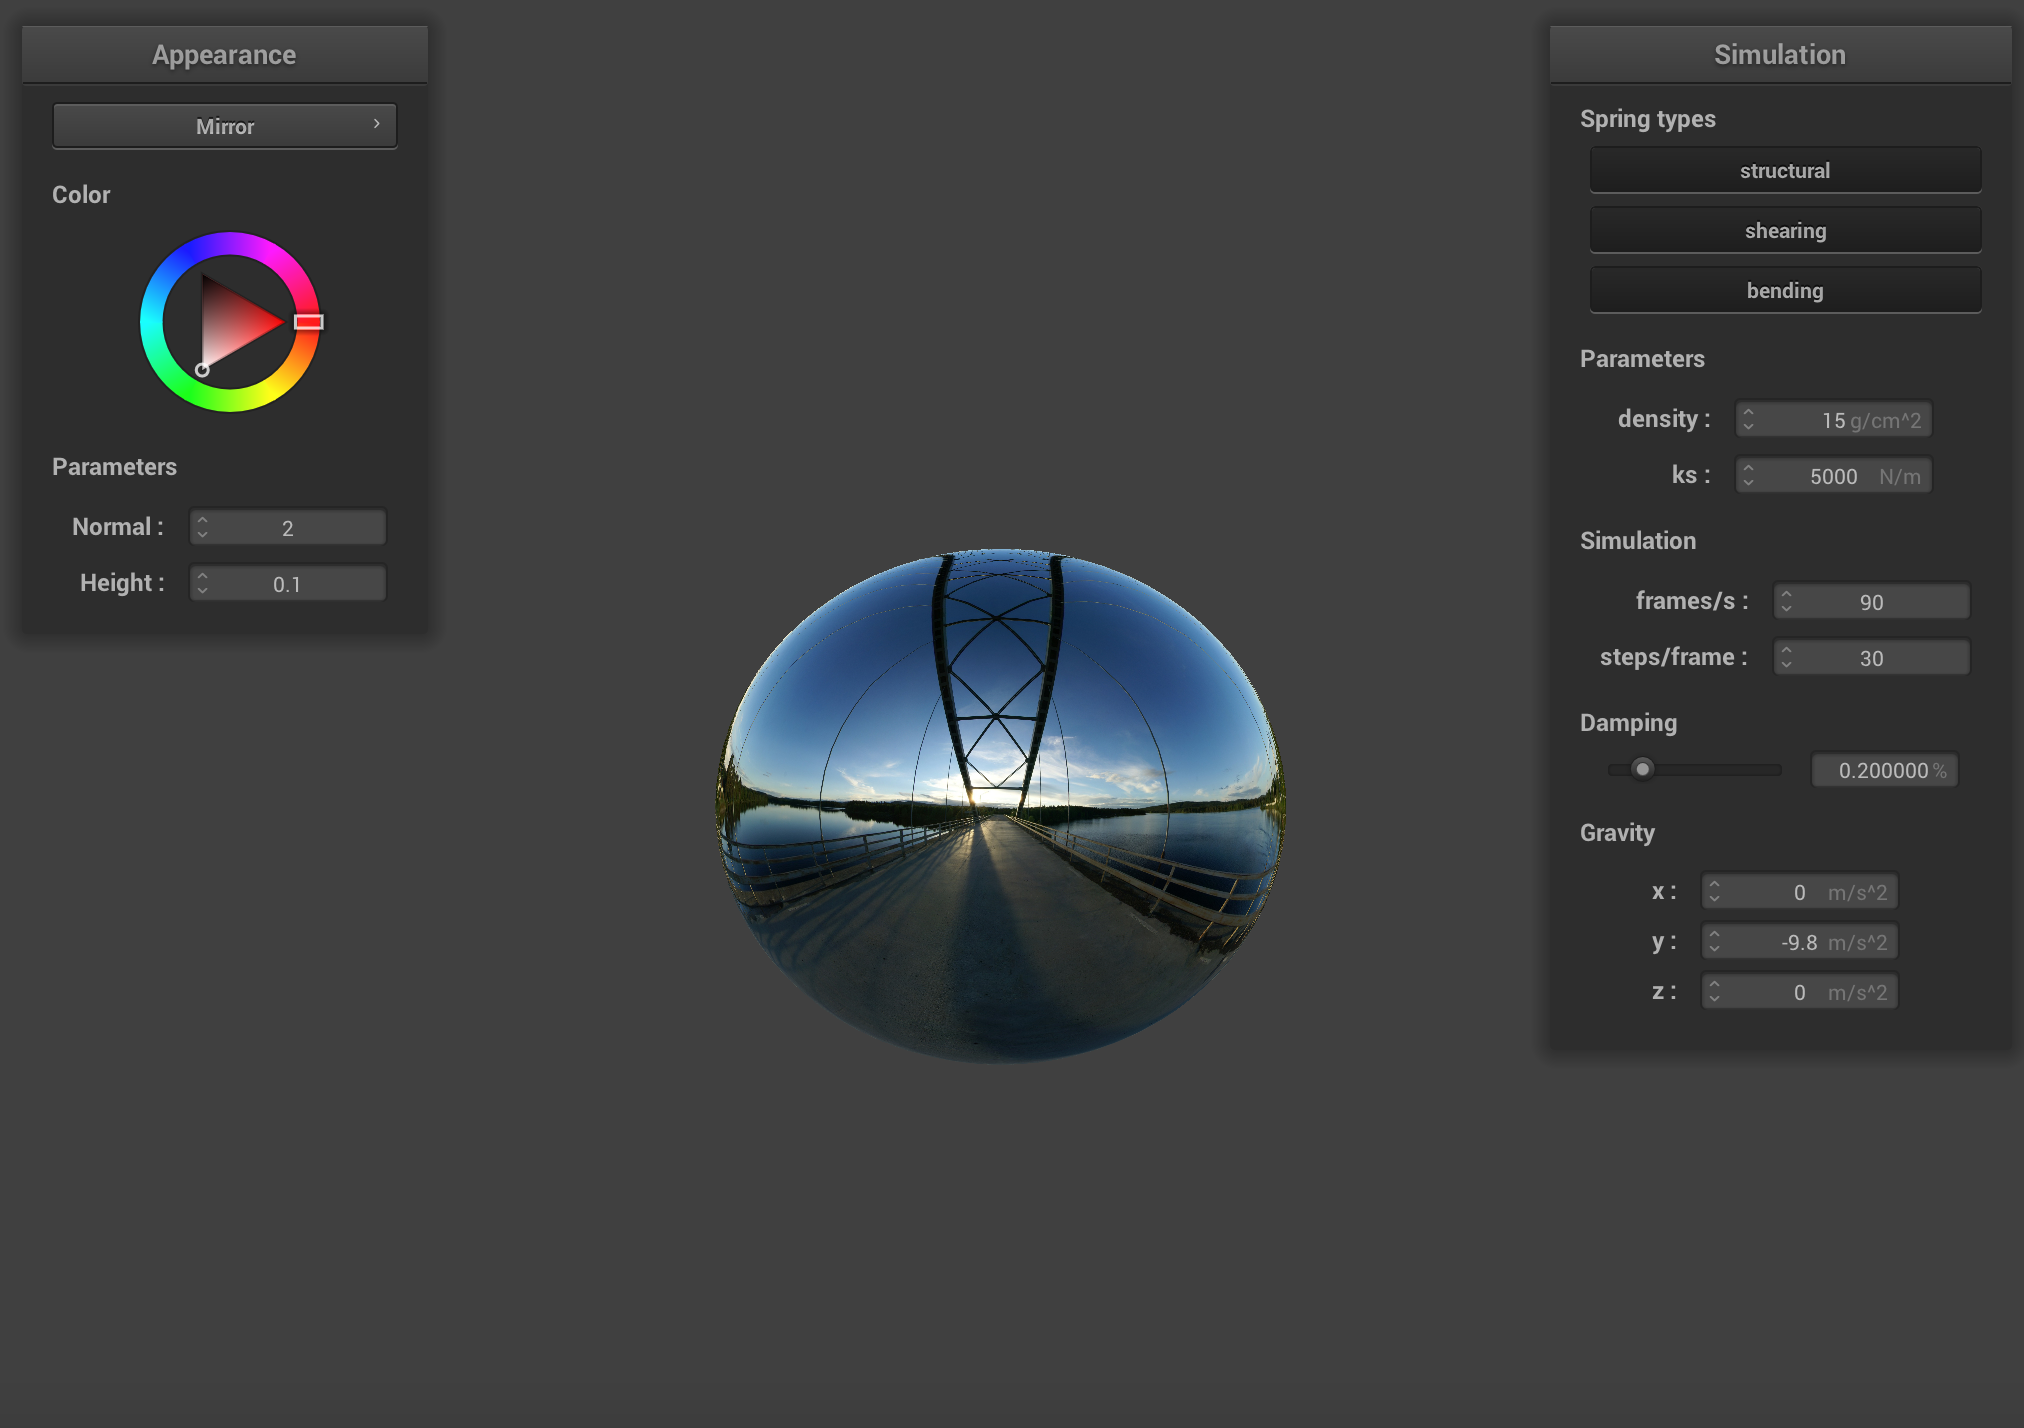 Appearance
Mirror
Color
Parameters
Normal : 2
Height : 0.1
Simulation
Spring types
structural
shearing
bending
Parameters
density : 15 g/cm^2
ks : 5000 N/m
Simulation
frames/s : 90
steps/frame : 30
Damping
0.200000 %
Gravity
x : 0 m/s^2
y : -9.8 m/s^2
z : 0 m/s^2